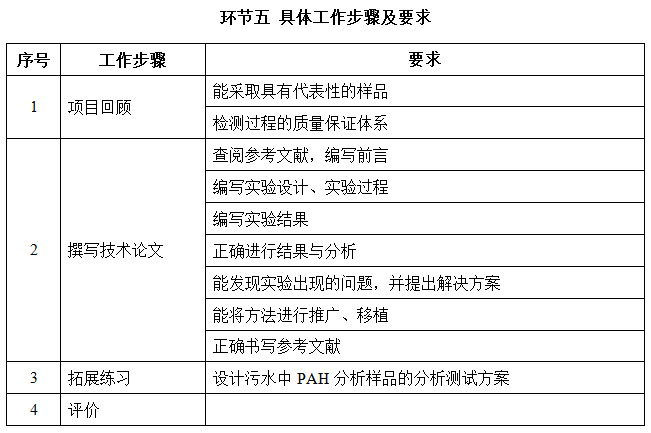 环节五 具体工作步骤及要求
序号 工作步骤 要求
1 项目回顾 能采取具有代表性的样品
检测过程的质量保证体系
2 撰写技术论文 查阅参考文献，编写前言
编写实验设计、实验过程
编写实验结果
正确进行结果与分析
能发现实验出现的问题，并提出解决方案
能将方法进行推广、移植
正确书写参考文献
3 拓展练习 设计污水中 PAH 分析样品的分析测试方案
4 评价